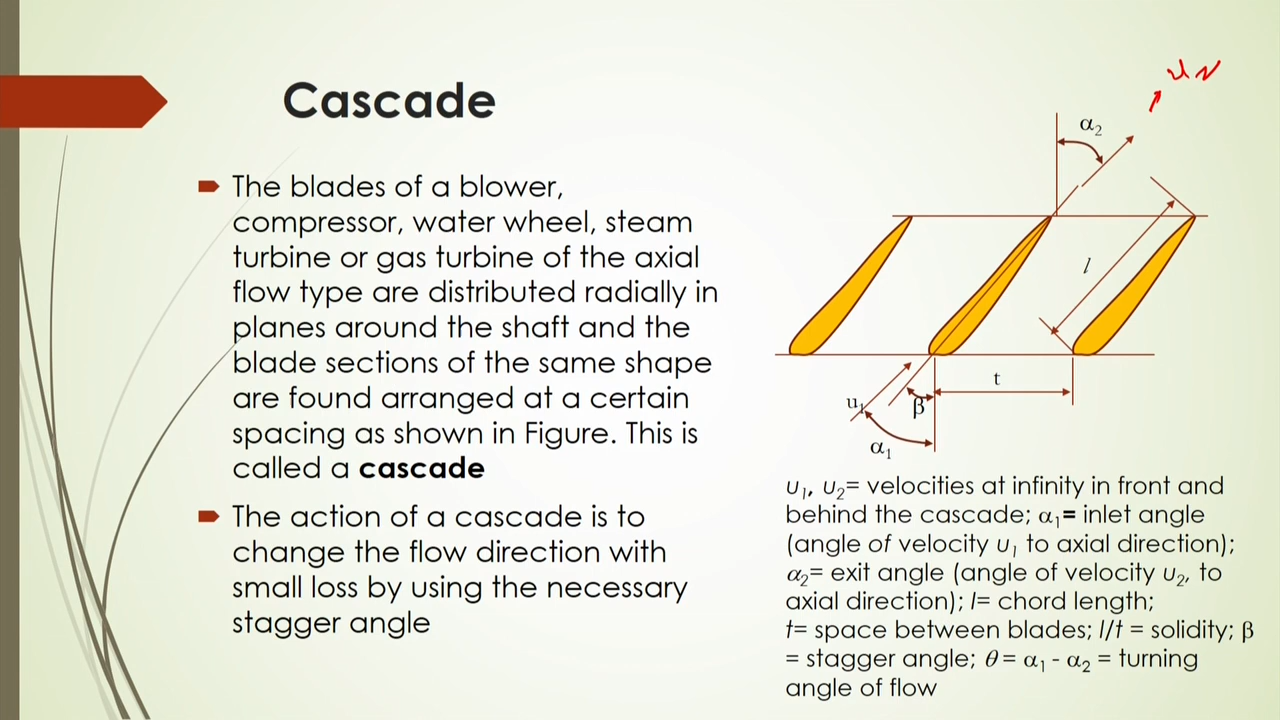 Cascade
The blades of a blower,
compressor, water wheel, steam
turbine or gas turbine of the axial
flow type are distributed radially in
planes around the shaft and the
blade sections of the same shape
are found arranged at a certain
spacing as shown in Figure. This is
called a cascade
The action of a cascade is to
change the flow direction with
small loss by using the necessary
stagger angle
α₂
l
t
u₁
β
α₁
u₁, u₂= velocities at infinity in front and
behind the cascade; α₁= inlet angle
(angle of velocity u₁ to axial direction);
α₂= exit angle (angle of velocity u₂, to
axial direction); l= chord length;
t= space between blades; l/t = solidity; β
= stagger angle; θ = α₁ - α₂ = turning
angle of flow